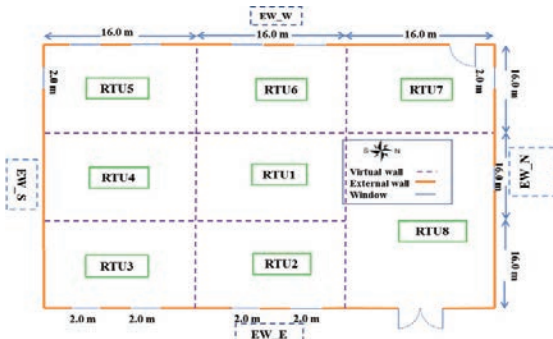 EW_W
16.0 m
16.0 m
16.0 m
2.0 m
RTU5
RTU6
RTU7
2.0 m
16.0 m
EW_S
RTU4
RTU1
S N
Virtual wall
External wall
Window
16.0 m
EW_N
RTU3
RTU2
RTU8
16.0 m
2.0 m
2.0 m
2.0 m
2.0 m
EW_E